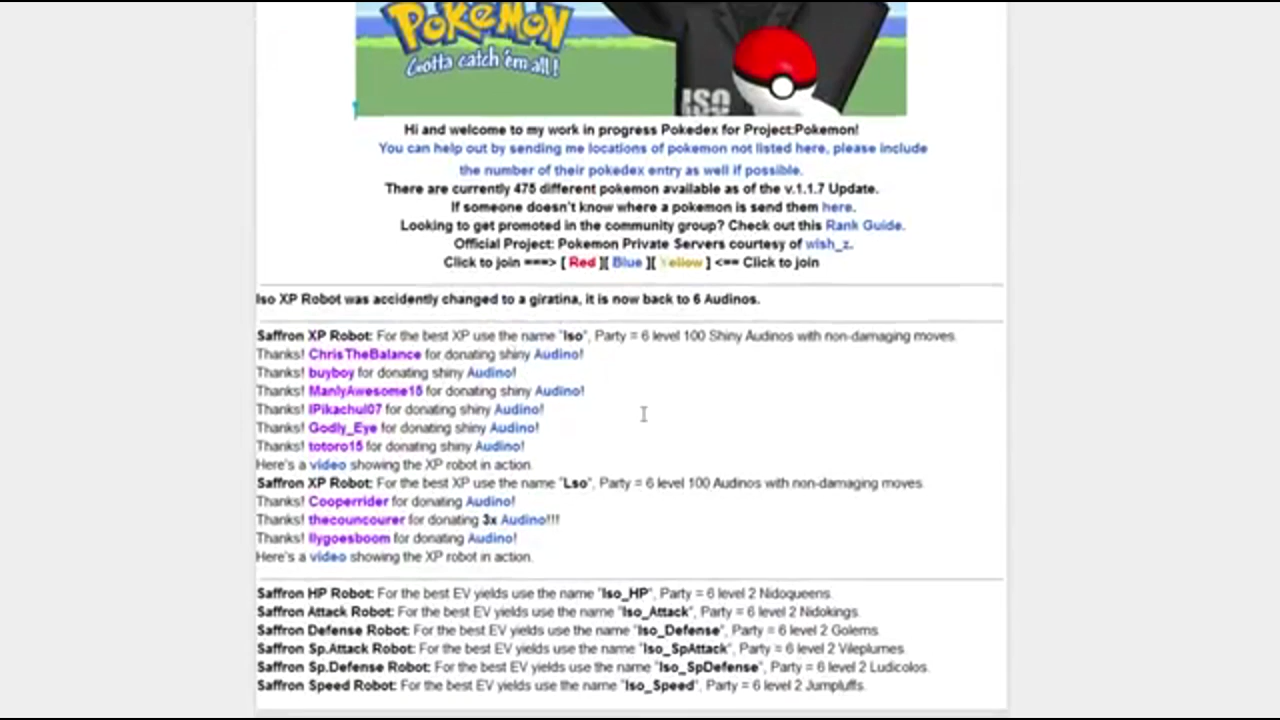 POKéMON
Gotta catch 'em all!
ISO
Hi and welcome to my work in progress Pokedex for Project:Pokemon!
You can help out by sending me locations of pokemon not listed here, please include
the number of their pokedex entry as well if possible.
There are currently 475 different pokemon available as of the v.1.1.7 Update.
If someone doesn't know where a pokemon is send them here.
Looking to get promoted in the community group? Check out this Rank Guide.
Official Project: Pokemon Private Servers courtesy of wish_z.
Click to join ===> [ Red ][ Blue ][ Yellow ] <== Click to join
Iso XP Robot was accidently changed to a giratina, it is now back to 6 Audinos.
Saffron XP Robot: For the best XP use the name "Iso", Party = 6 level 100 Shiny Audinos with non-damaging moves.
Thanks! ChrisTheBalance for donating shiny Audino!
Thanks! buyboy for donating shiny Audino!
Thanks! ManlyAwesome15 for donating shiny Audino!
Thanks! IPikachuI07 for donating shiny Audino!
Thanks! Godly_Eye for donating shiny Audino!
Thanks! totoro15 for donating shiny Audino!
Here's a video showing the XP robot in action.
Saffron XP Robot: For the best XP use the name "Lso", Party = 6 level 100 Audinos with non-damaging moves.
Thanks! Cooperrider for donating Audino!
Thanks! thecouncourer for donating 3x Audino!!!
Thanks! llygoesboom for donating Audino!
Here's a video showing the XP robot in action.
Saffron HP Robot: For the best EV yields use the name "Iso_HP", Party = 6 level 2 Nidoqueens.
Saffron Attack Robot: For the best EV yields use the name "Iso_Attack", Party = 6 level 2 Nidokings.
Saffron Defense Robot: For the best EV yields use the name "Iso_Defense", Party = 6 level 2 Golems.
Saffron Sp.Attack Robot: For the best EV yields use the name "Iso_SpAttack", Party = 6 level 2 Vileplumes.
Saffron Sp.Defense Robot: For the best EV yields use the name "Iso_SpDefense", Party = 6 level 2 Ludicolos.
Saffron Speed Robot: For the best EV yields use the name "Iso_Speed", Party = 6 level 2 Jumpluffs.